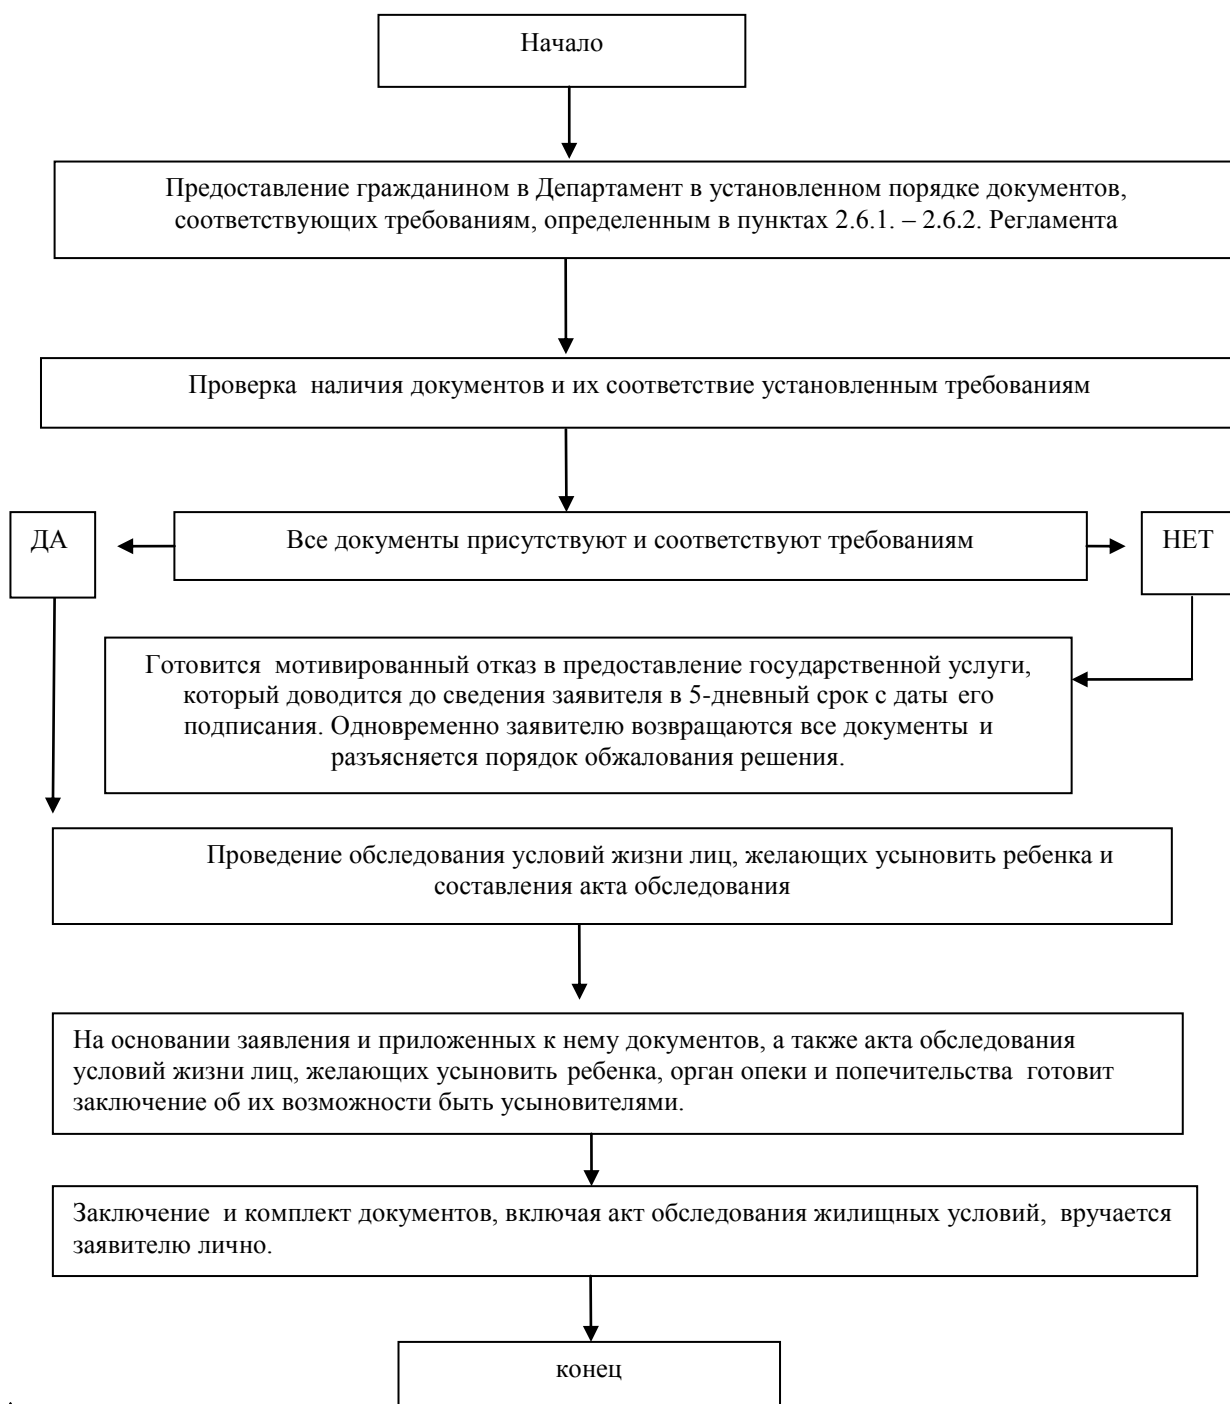 Начало
Предоставление гражданином в Департамент в установленном порядке документов,
соответствующих требованиям, определенным в пунктах 2.6.1. – 2.6.2. Регламента
Проверка наличия документов и их соответствие установленным требованиям
ДА
Все документы присутствуют и соответствуют требованиям
НЕТ
Готовится мотивированный отказ в предоставление государственной услуги,
который доводится до сведения заявителя в 5-дневный срок с даты его
подписания. Одновременно заявителю возвращаются все документы и
разъясняется порядок обжалования решения.
Проведение обследования условий жизни лиц, желающих усыновить ребенка и
составления акта обследования
На основании заявления и приложенных к нему документов, а также акта обследования
условий жизни лиц, желающих усыновить ребенка, орган опеки и попечительства готовит
заключение об их возможности быть усыновителями.
Заключение и комплект документов, включая акт обследования жилищных условий, вручается
заявителю лично.
конец